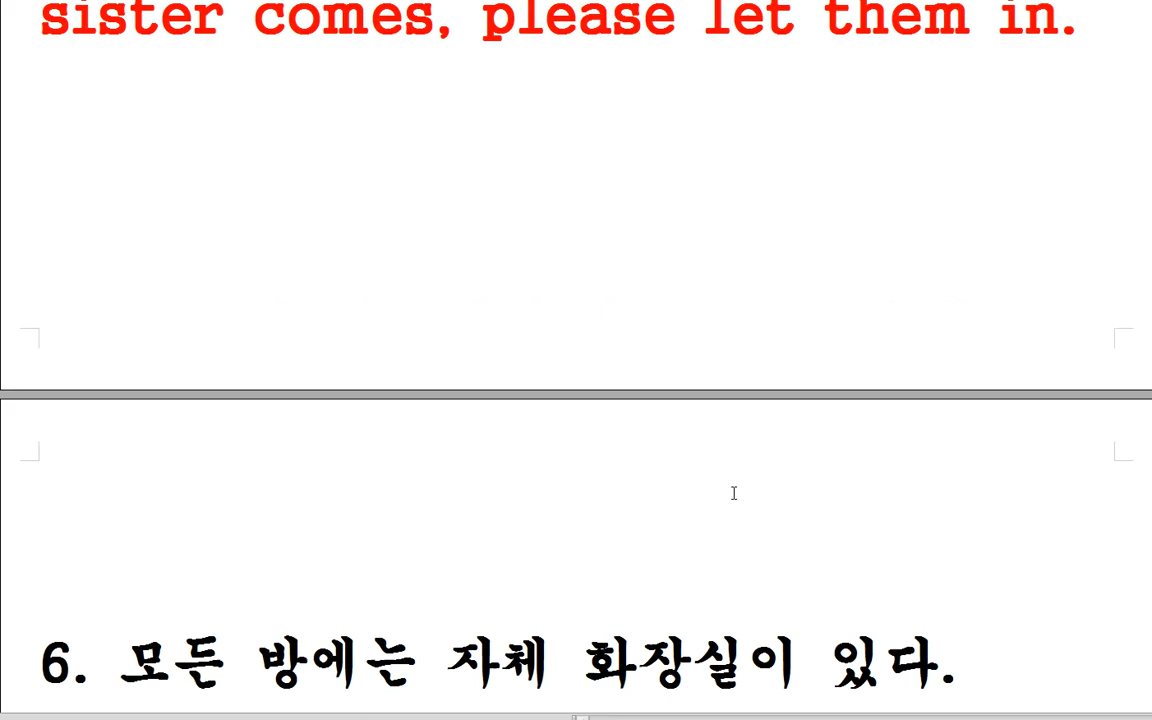 sister comes, please let them in.
6. 모든 방에는 자체 화장실이 있다.